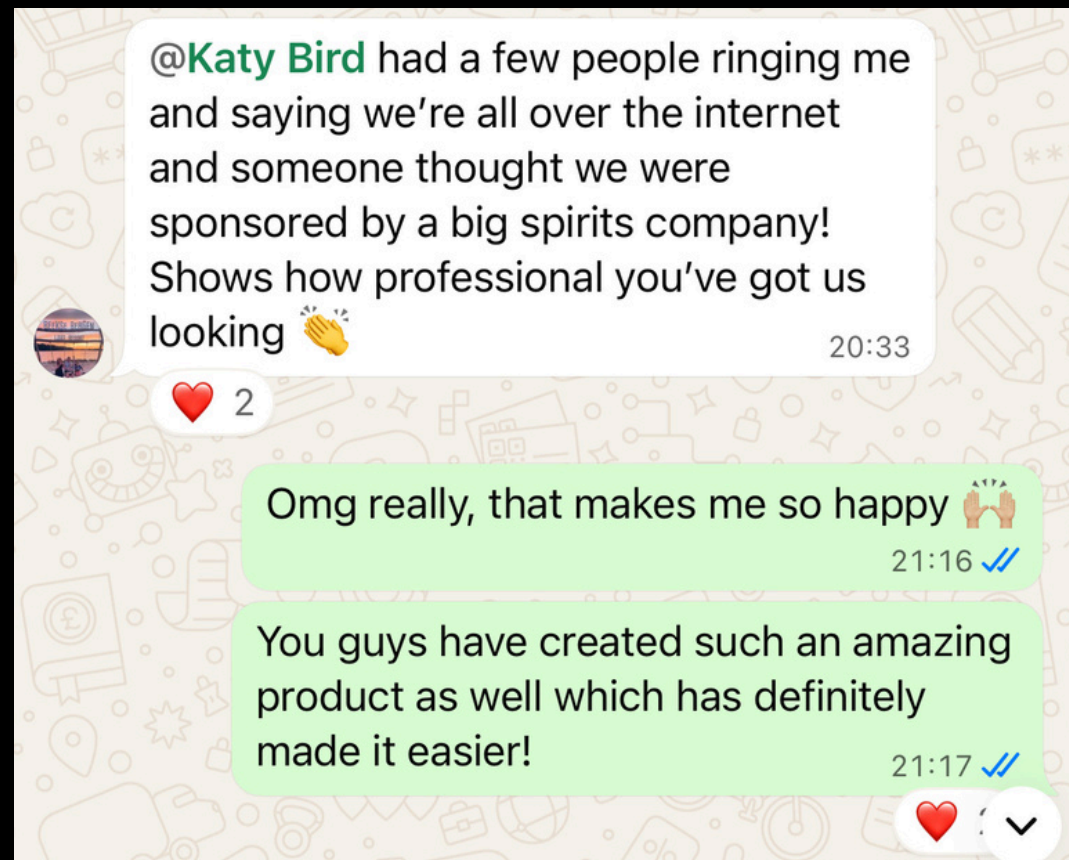 @Katy Bird had a few people ringing me
and saying we’re all over the internet
and someone thought we were
sponsored by a big spirits company!
Shows how professional you’ve got us
looking 👏
20:33
❤️ 2
Omg really, that makes me so happy 🙌🏼
21:16
You guys have created such an amazing
product as well which has definitely
made it easier!
21:17
❤️